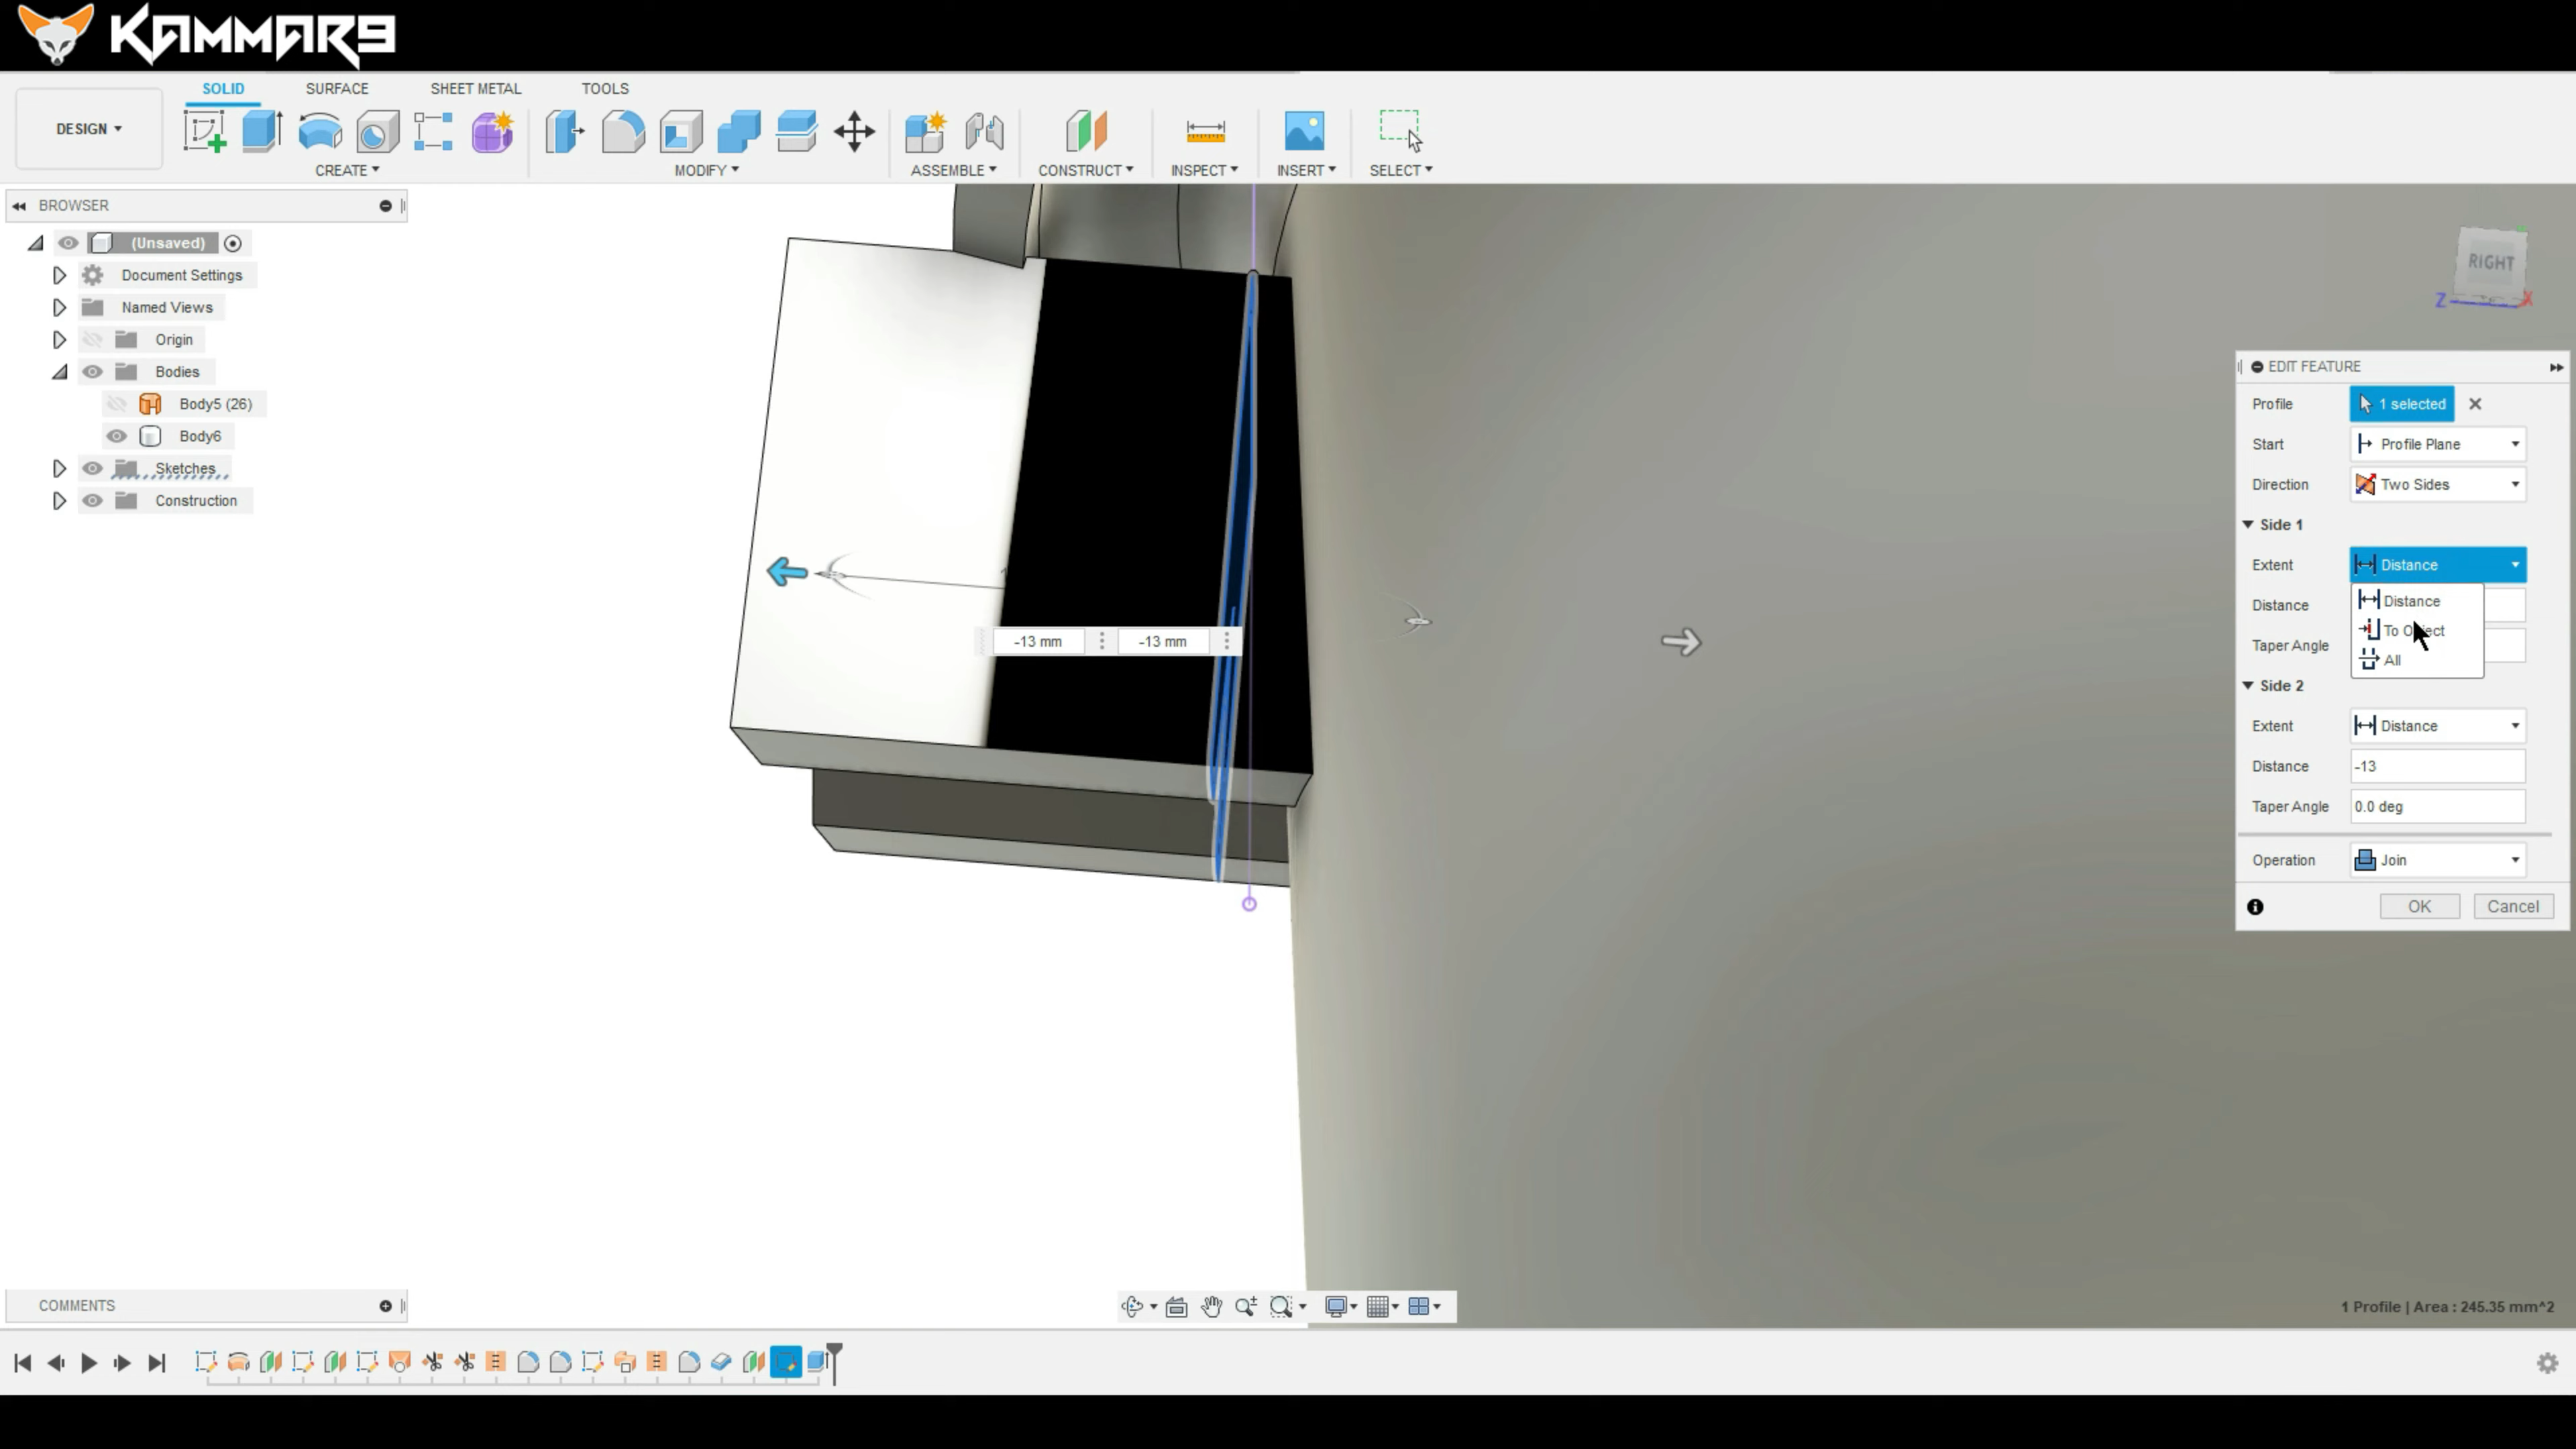 KAMMAR9
SOLID SURFACE SHEET METAL TOOLS
DESIGN
CREATE MODIFY ASSEMBLE CONSTRUCT INSPECT INSERT SELECT
BROWSER
(Unsaved)
Document Settings
Named Views
Origin
Bodies
Body5 (26)
Body6
Sketches
Construction
RIGHT
Z X
-13 mm -13 mm
EDIT FEATURE
Profile 1 selected
Start Profile Plane
Direction Two Sides
Side 1
Extent Distance
Distance
To Object
All
Distance
Taper Angle
Side 2
Extent Distance
Distance -13
Taper Angle 0.0 deg
Operation Join
OK Cancel
COMMENTS
1 Profile | Area : 245.35 mm^2